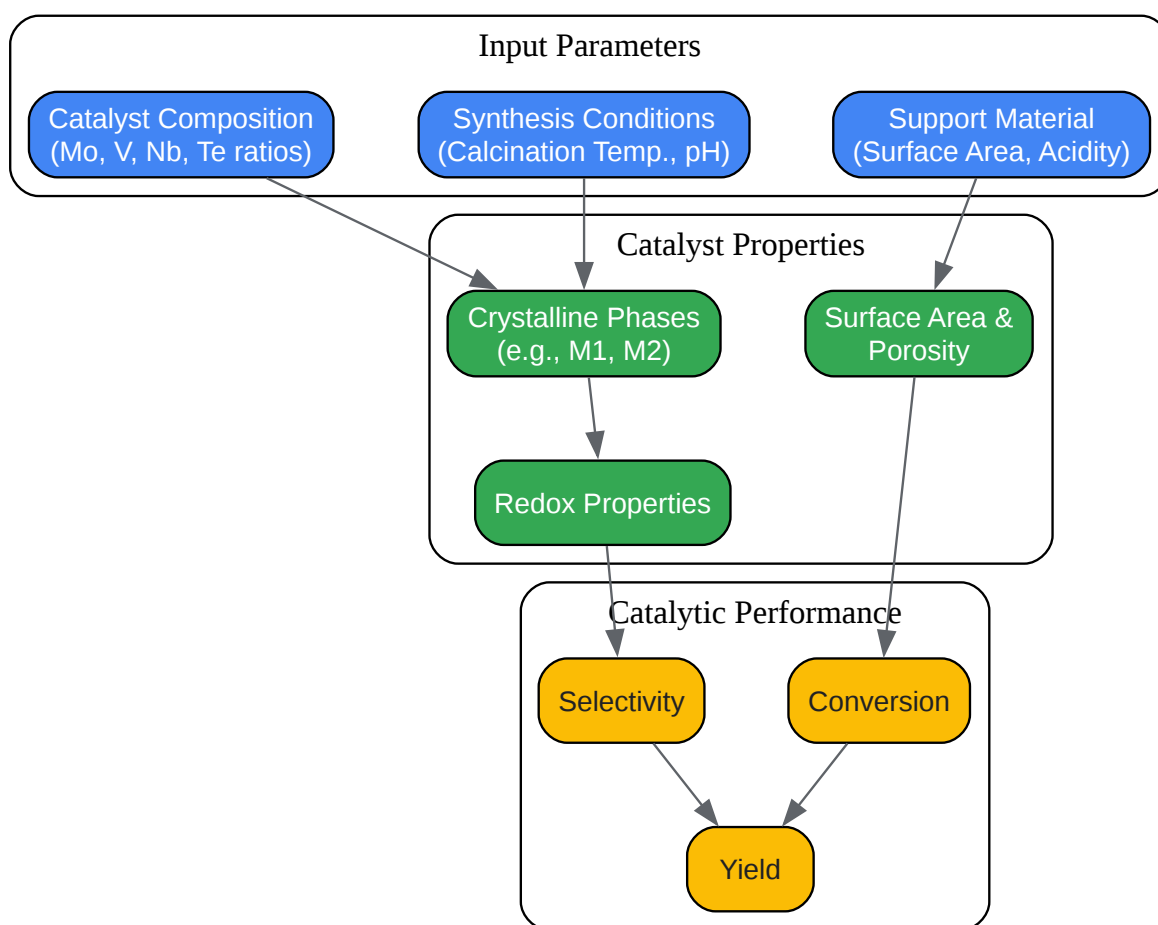 Input Parameters
Catalyst Composition
(Mo, V, Nb, Te ratios)
Synthesis Conditions
(Calcination Temp., pH)
Support Material
(Surface Area, Acidity)
Catalyst Properties
Crystalline Phases
(e.g., M1, M2)
Surface Area &
Porosity
Redox Properties
Catalytic Performance
Selectivity
Conversion
Yield